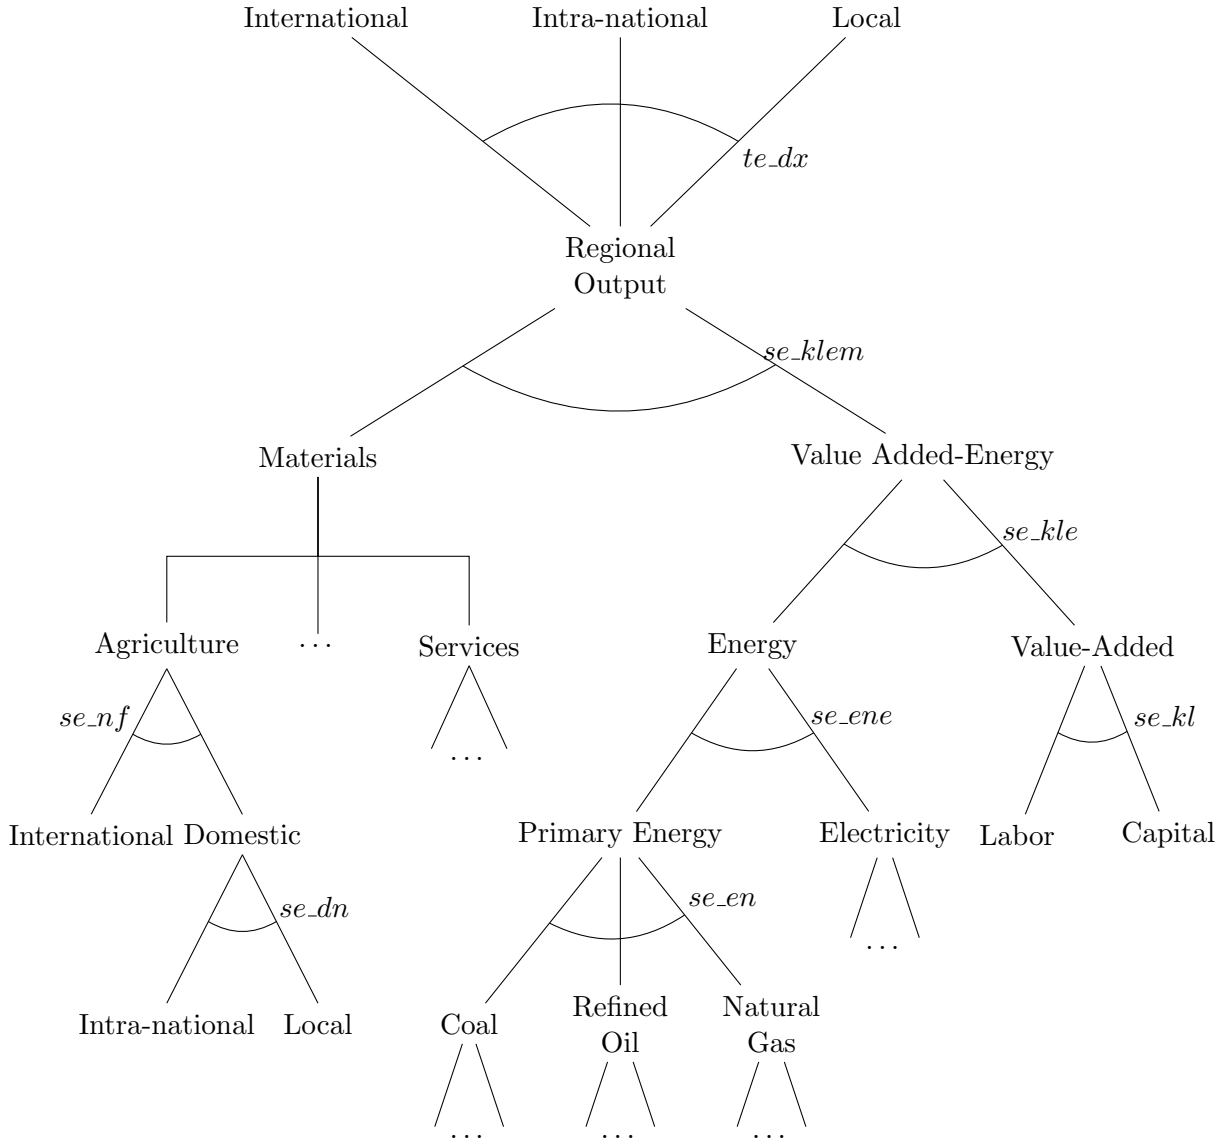 International Intra-national Local
te_dx
Regional
Output
se_klem
Materials Value Added-Energy
se_kle
Agriculture ... Services Energy Value-Added
se_nf se_ene se_kl
...
International Domestic Primary Energy Electricity Labor Capital
se_dn se_en
...
Intra-national Local Coal Refined
Oil Natural
Gas
... ... ...